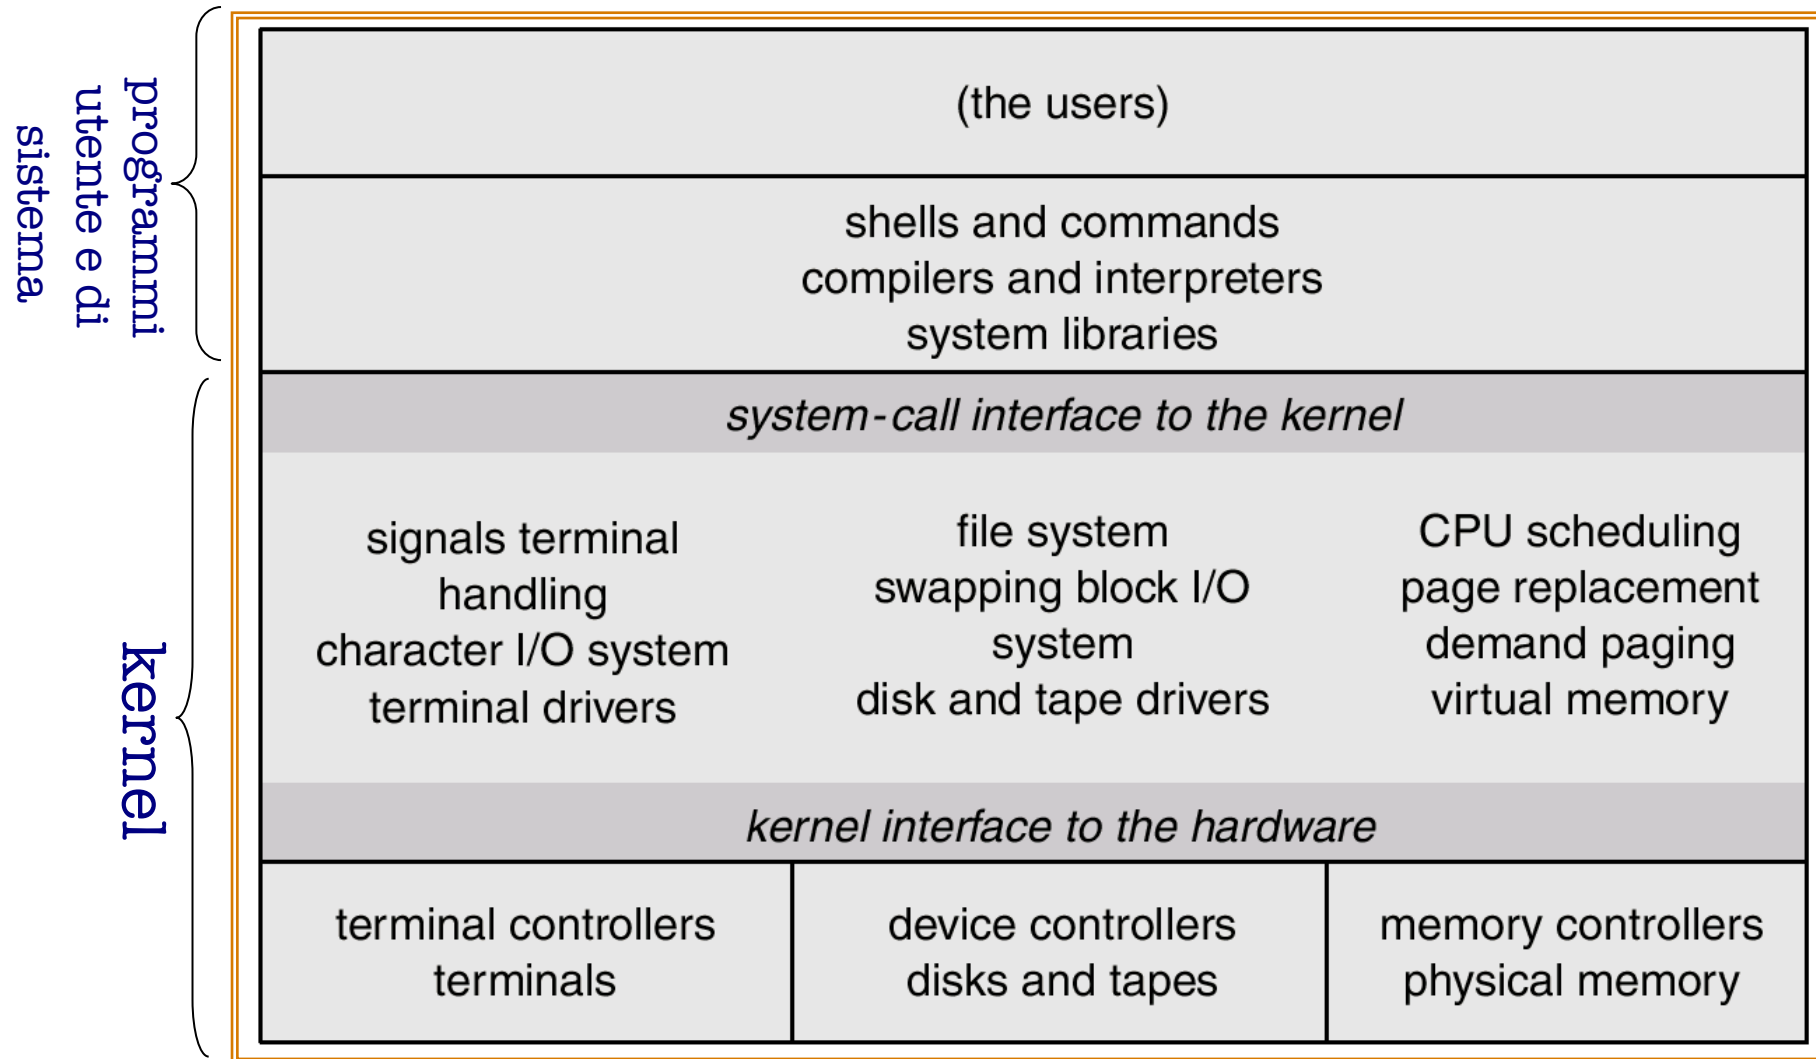 programmi
utente e di
sistema
(the users)
shells and commands
compilers and interpreters
system libraries
kernel
system-call interface to the kernel
signals terminal
handling
character I/O system
terminal drivers
file system
swapping block I/O
system
disk and tape drivers
CPU scheduling
page replacement
demand paging
virtual memory
kernel interface to the hardware
terminal controllers
terminals
device controllers
disks and tapes
memory controllers
physical memory